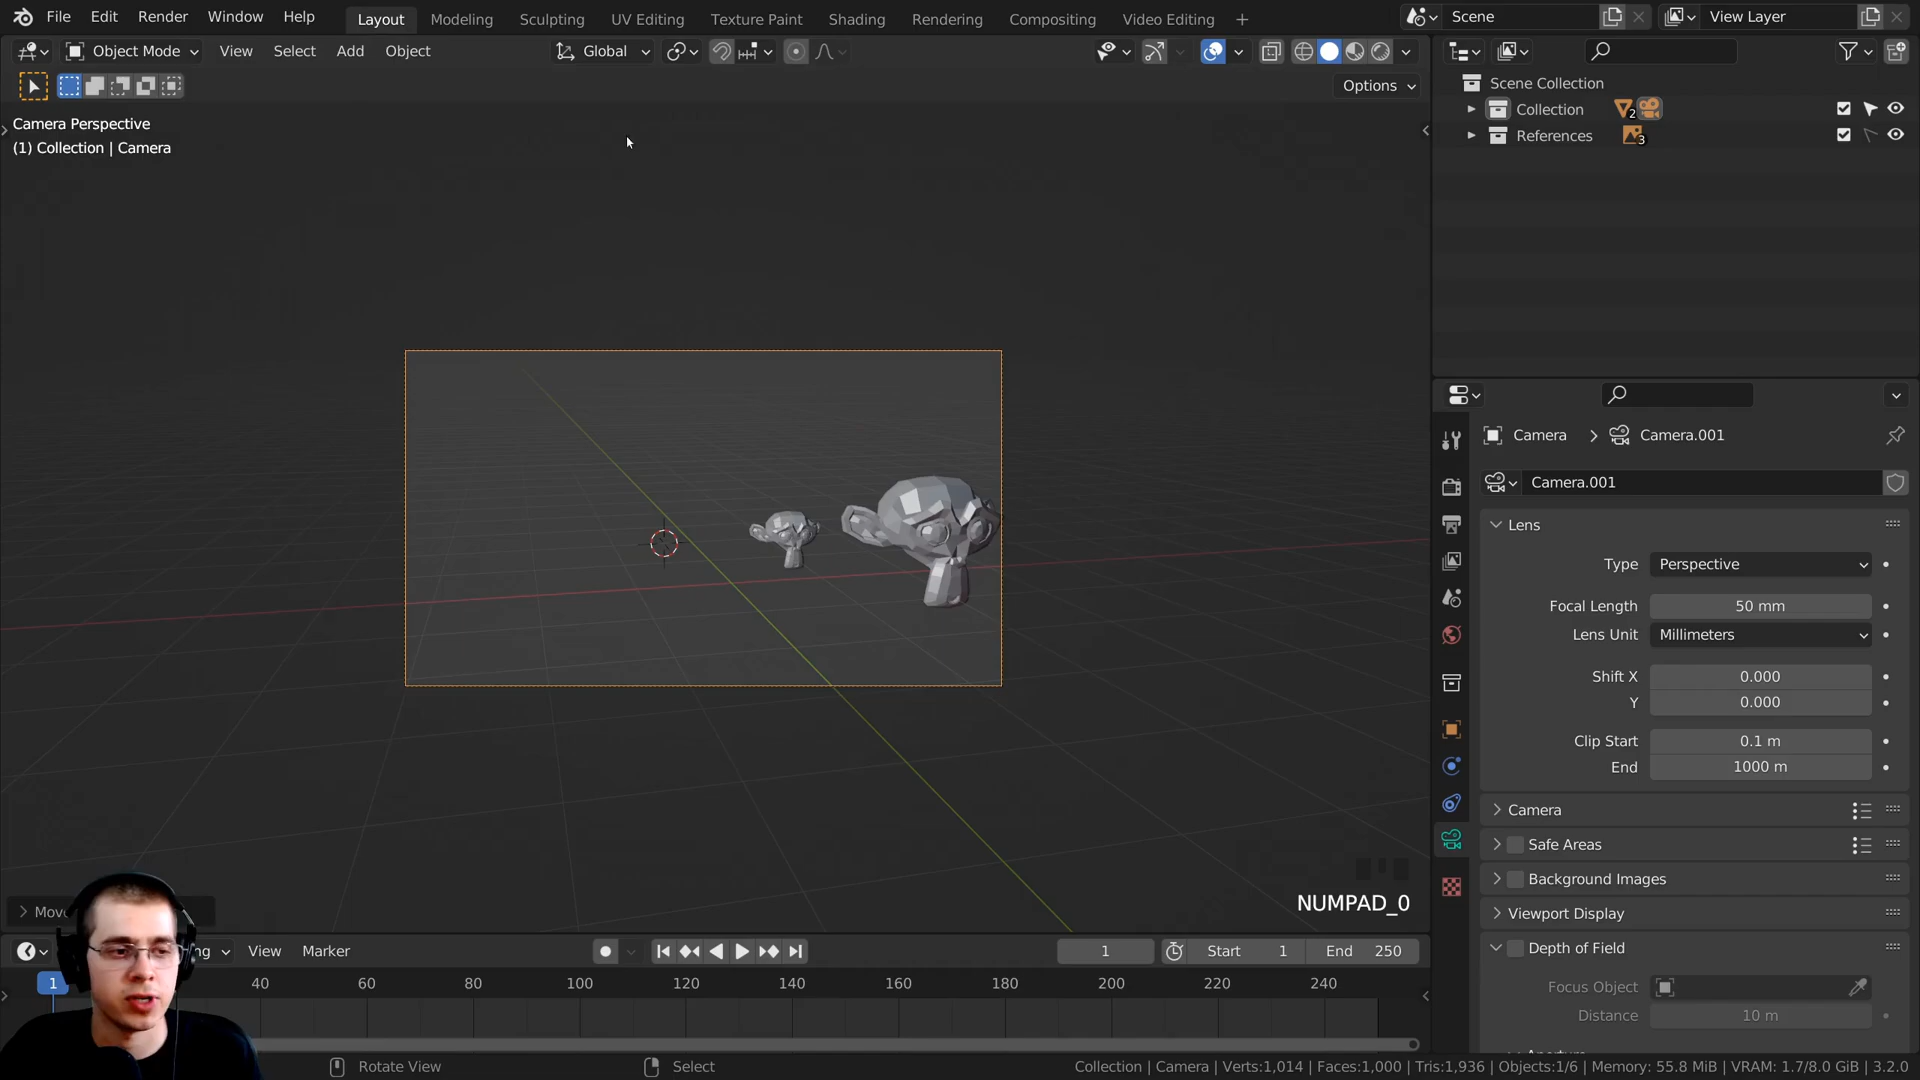 File Edit Render Window Help Layout Modeling Sculpting UV Editing Texture Paint Shading Rendering Compositing Video Editing + Scene View Layer
Object Mode View Select Add Object Global
Options
Camera Perspective
(1) Collection | Camera
Scene Collection
Collection 2
References 3
Camera > Camera.001
Camera.001
Lens
Type Perspective
Focal Length 50 mm
Lens Unit Millimeters
Shift X 0.000
Y 0.000
Clip Start 0.1 m
End 1000 m
Camera
Safe Areas
Background Images
Viewport Display
Depth of Field
Focus Object
Distance 10 m
NUMPAD_0
Move
View Marker 1 Start 1 End 250
1 40 60 80 100 120 140 160 180 200 220 240
Rotate View Select Collection | Camera | Verts:1,014 | Faces:1,000 | Tris:1,936 | Objects:1/6 | Memory: 55.8 MiB | VRAM: 1.7/8.0 GiB | 3.2.0